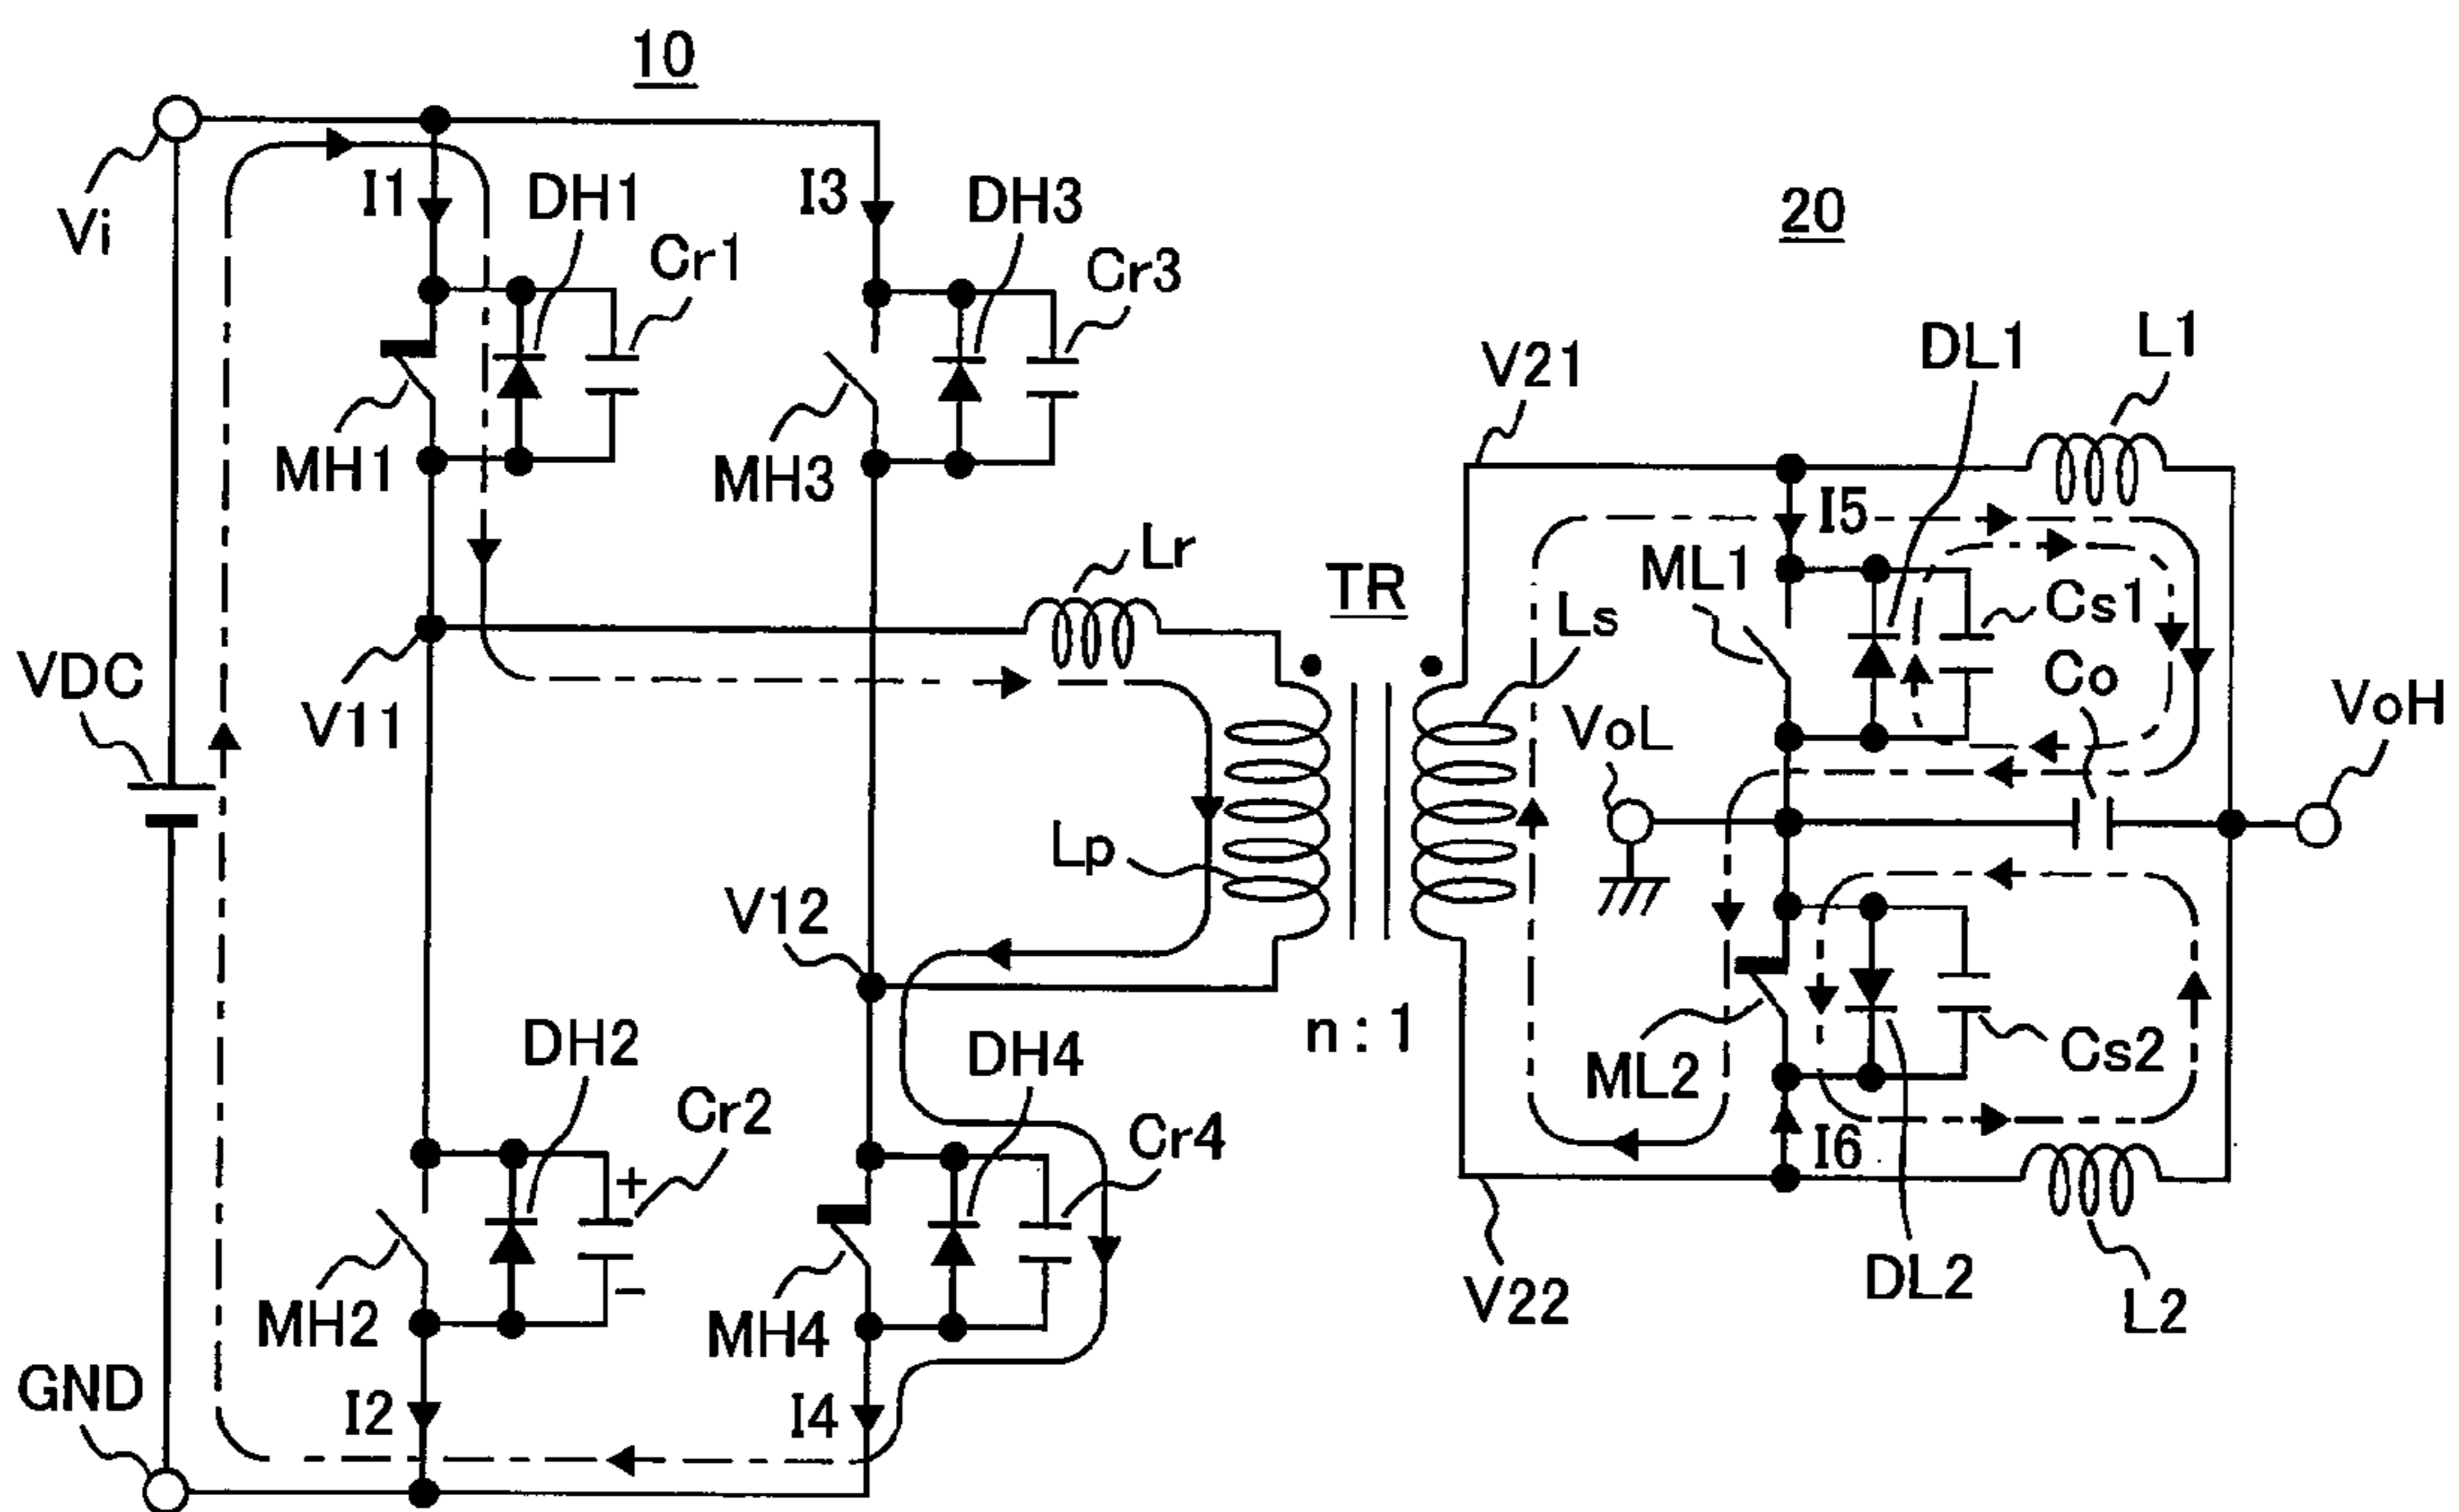 10
Vi
I1
DH1
Cr1
I3
DH3
Cr3
20
MH1
MH3
V21
DL1
L1
I5
Lr
TR
ML1
Ls
Cs1
Co
VDC
V11
VoL
VoH
Lp
V12
n : 1
ML2
Cs2
DH2
Cr2
DH4
Cr4
I6
+
−
MH2
MH4
V22
DL2
L2
GND
I2
I4